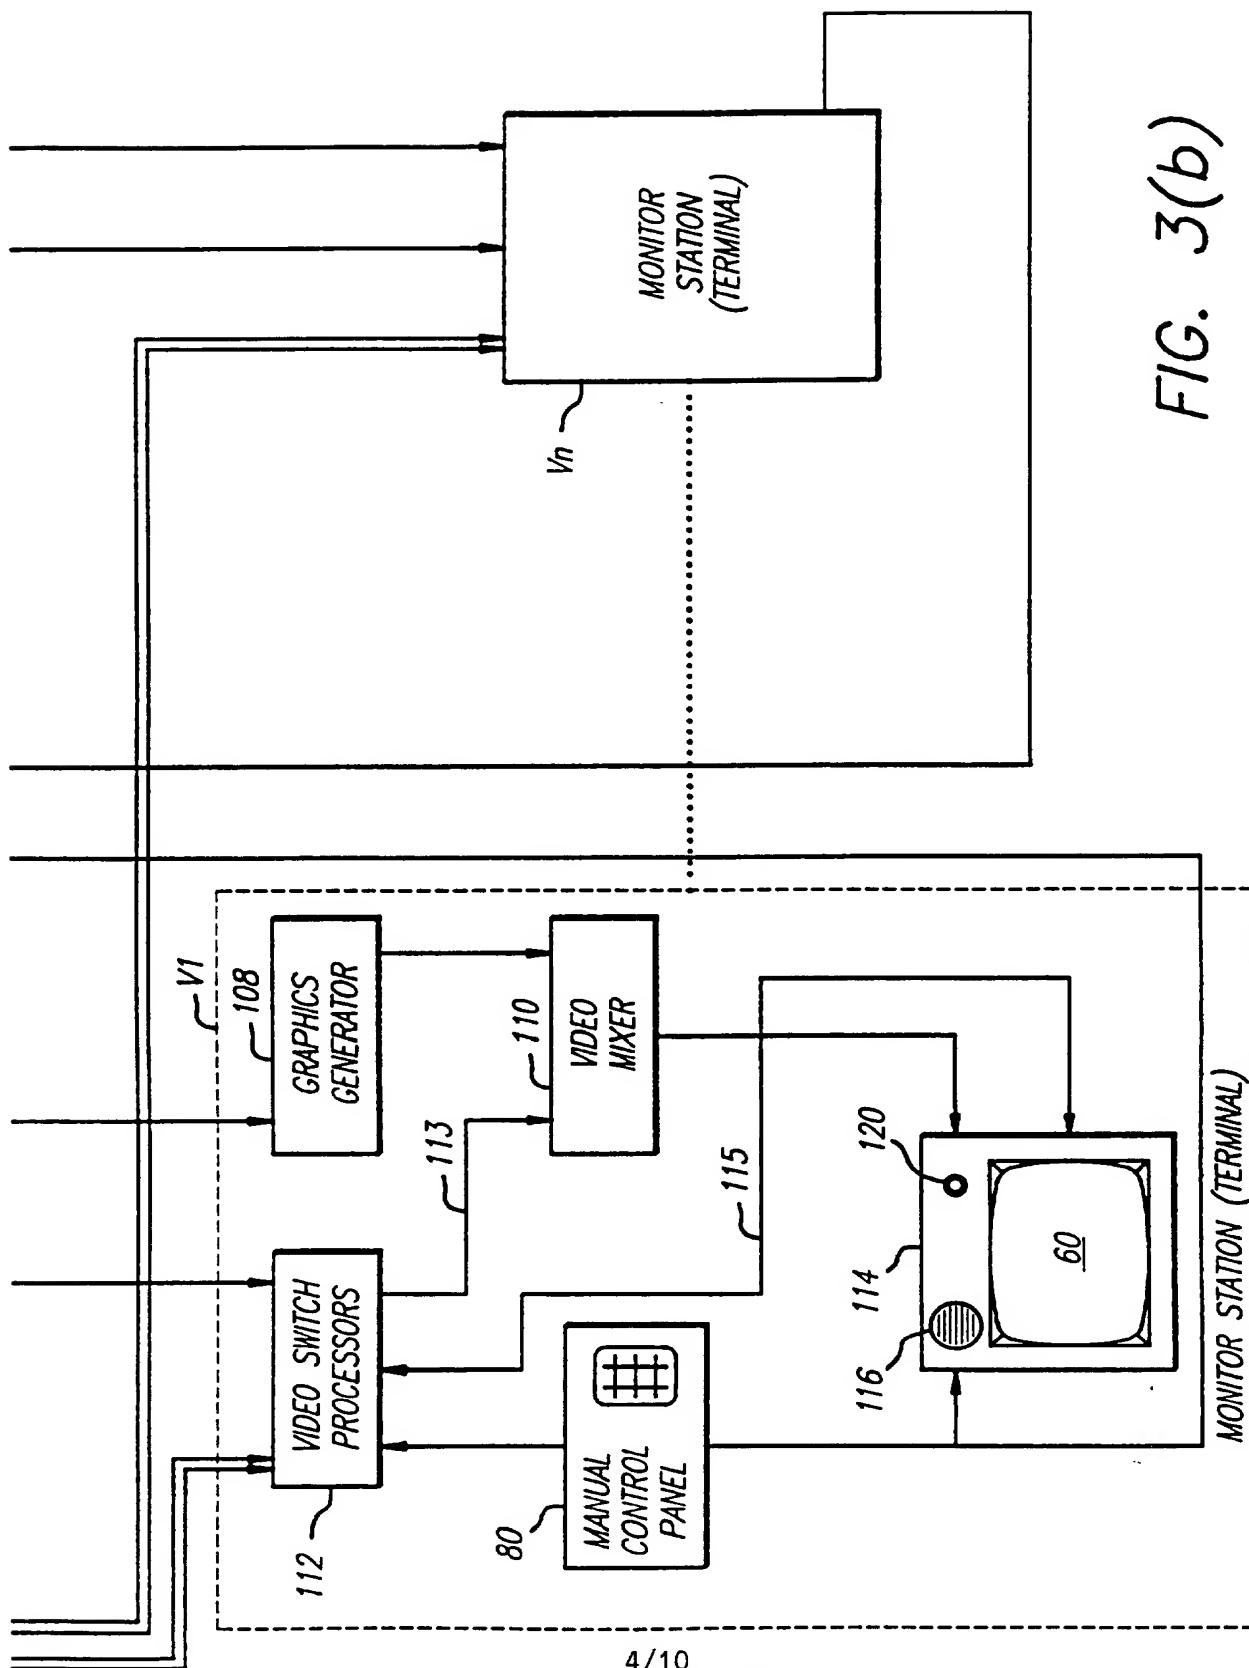 V1
108
GRAPHICS
GENERATOR
110
VIDEO
MIXER
113
VIDEO SWITCH
PROCESSORS
112
115
80
MANUAL
CONTROL
PANEL
120
114
116
60
MONITOR STATION (TERMINAL)
MONITOR
STATION
(TERMINAL)
Vn
FIG. 3(b)
4/10